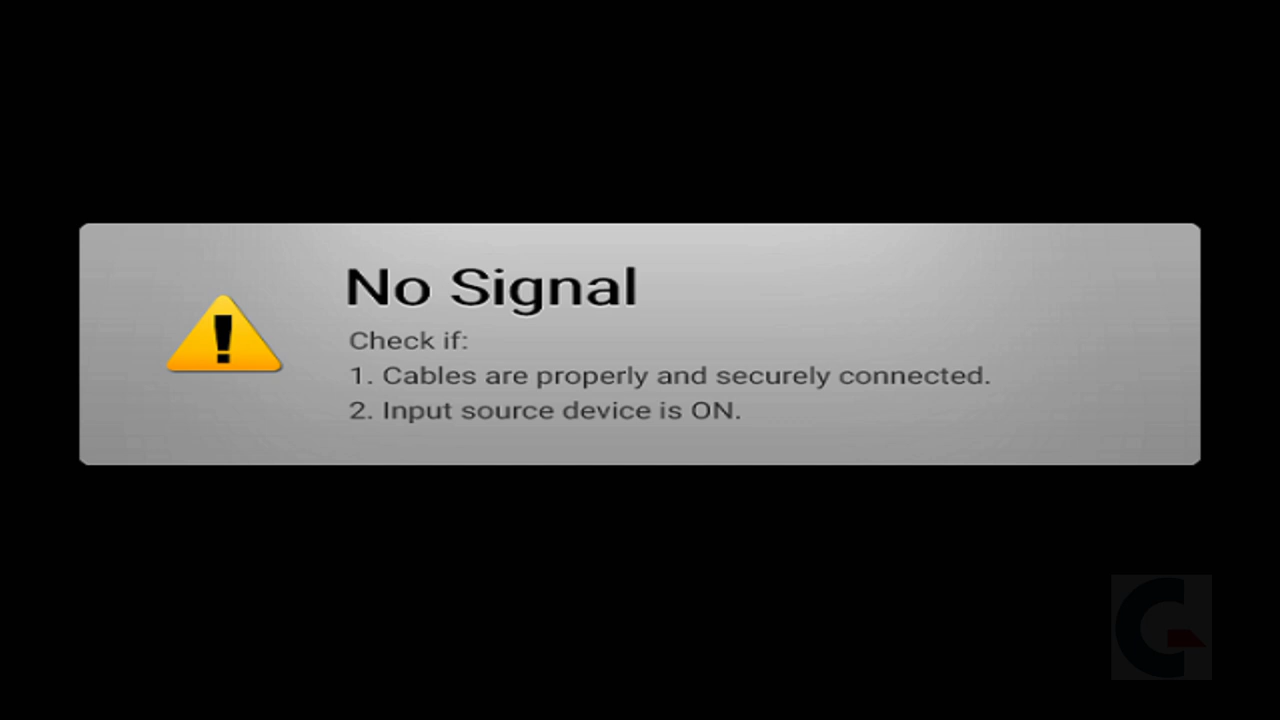 No Signal
Check if:
1. Cables are properly and securely connected.
2. Input source device is ON.